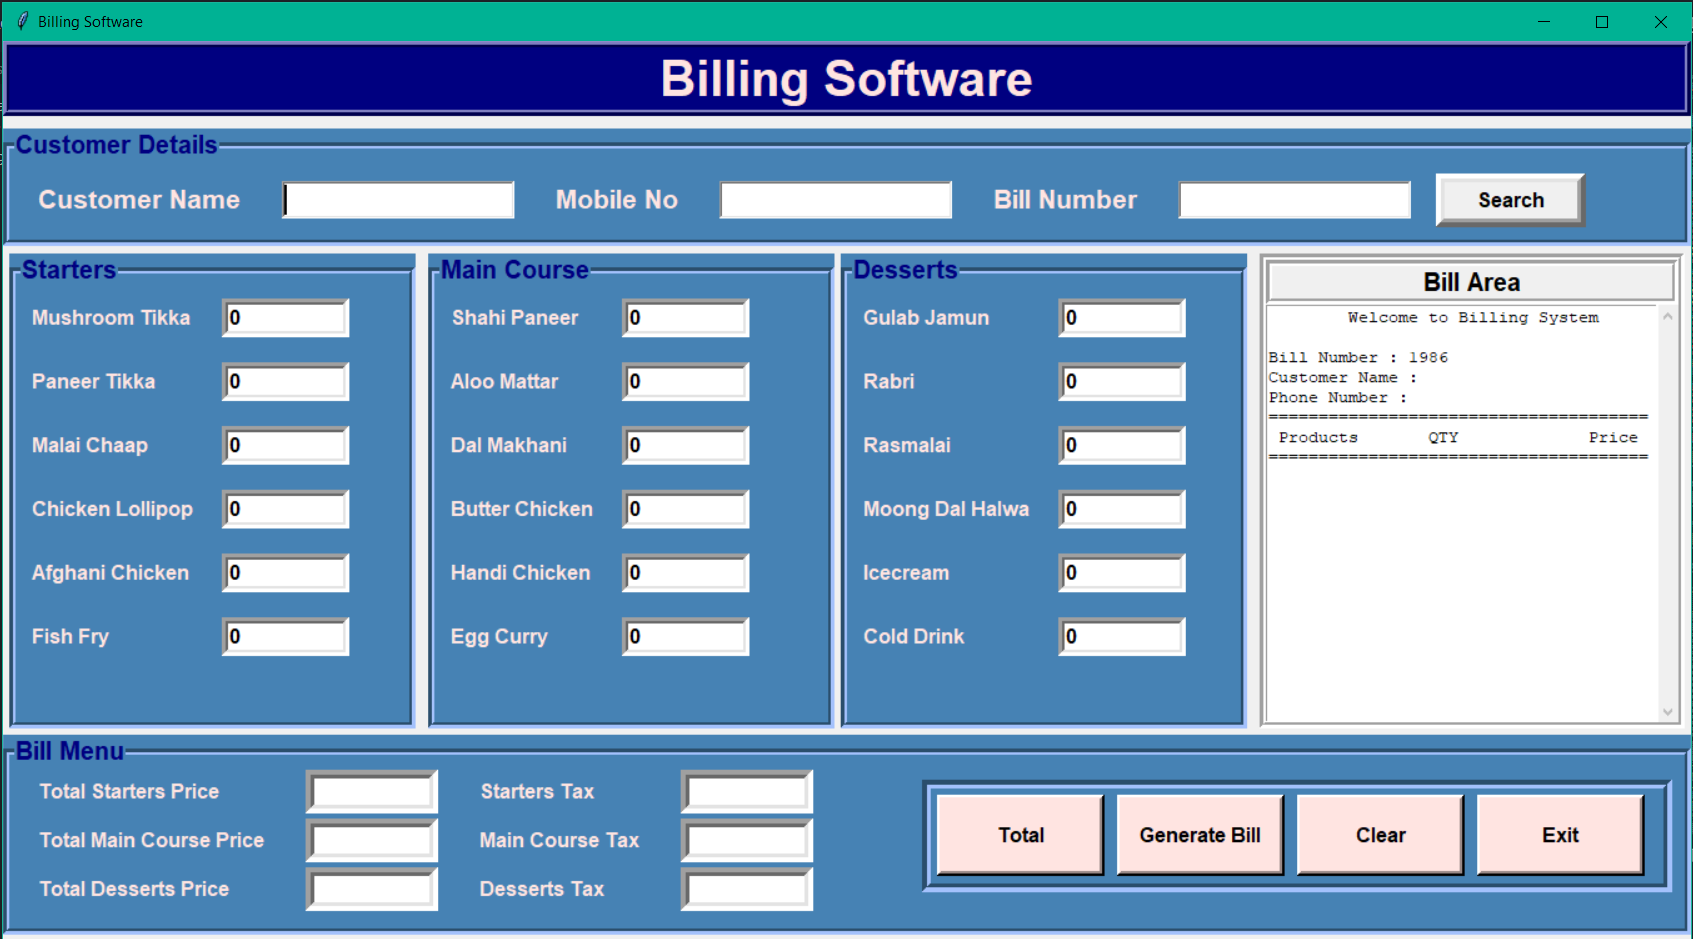 Billing Software
Billing Software
Customer Details
Customer Name Mobile No Bill Number Search
Starters
Mushroom Tikka 0
Paneer Tikka 0
Malai Chaap 0
Chicken Lollipop 0
Afghani Chicken 0
Fish Fry 0
Main Course
Shahi Paneer 0
Aloo Mattar 0
Dal Makhani 0
Butter Chicken 0
Handi Chicken 0
Egg Curry 0
Desserts
Gulab Jamun 0
Rabri 0
Rasmalai 0
Moong Dal Halwa 0
Icecream 0
Cold Drink 0
Bill Area
Welcome to Billing System
Bill Number : 1986
Customer Name :
Phone Number :
======================================
Products QTY Price
======================================
Bill Menu
Total Starters Price Starters Tax
Total Main Course Price Main Course Tax
Total Desserts Price Desserts Tax
Total Generate Bill Clear Exit